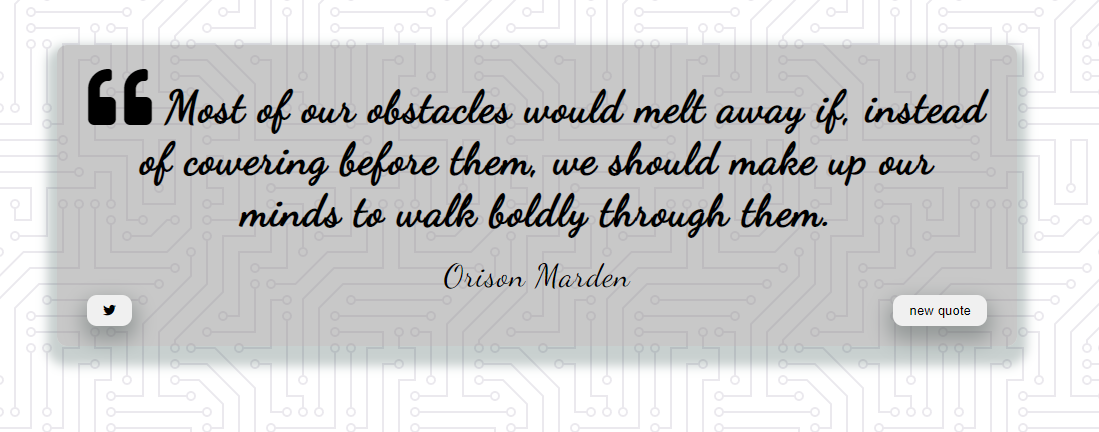 “ Most of our obstacles would melt away if, instead
of cowering before them, we should make up our
minds to walk boldly through them.
Orison Marden
new quote